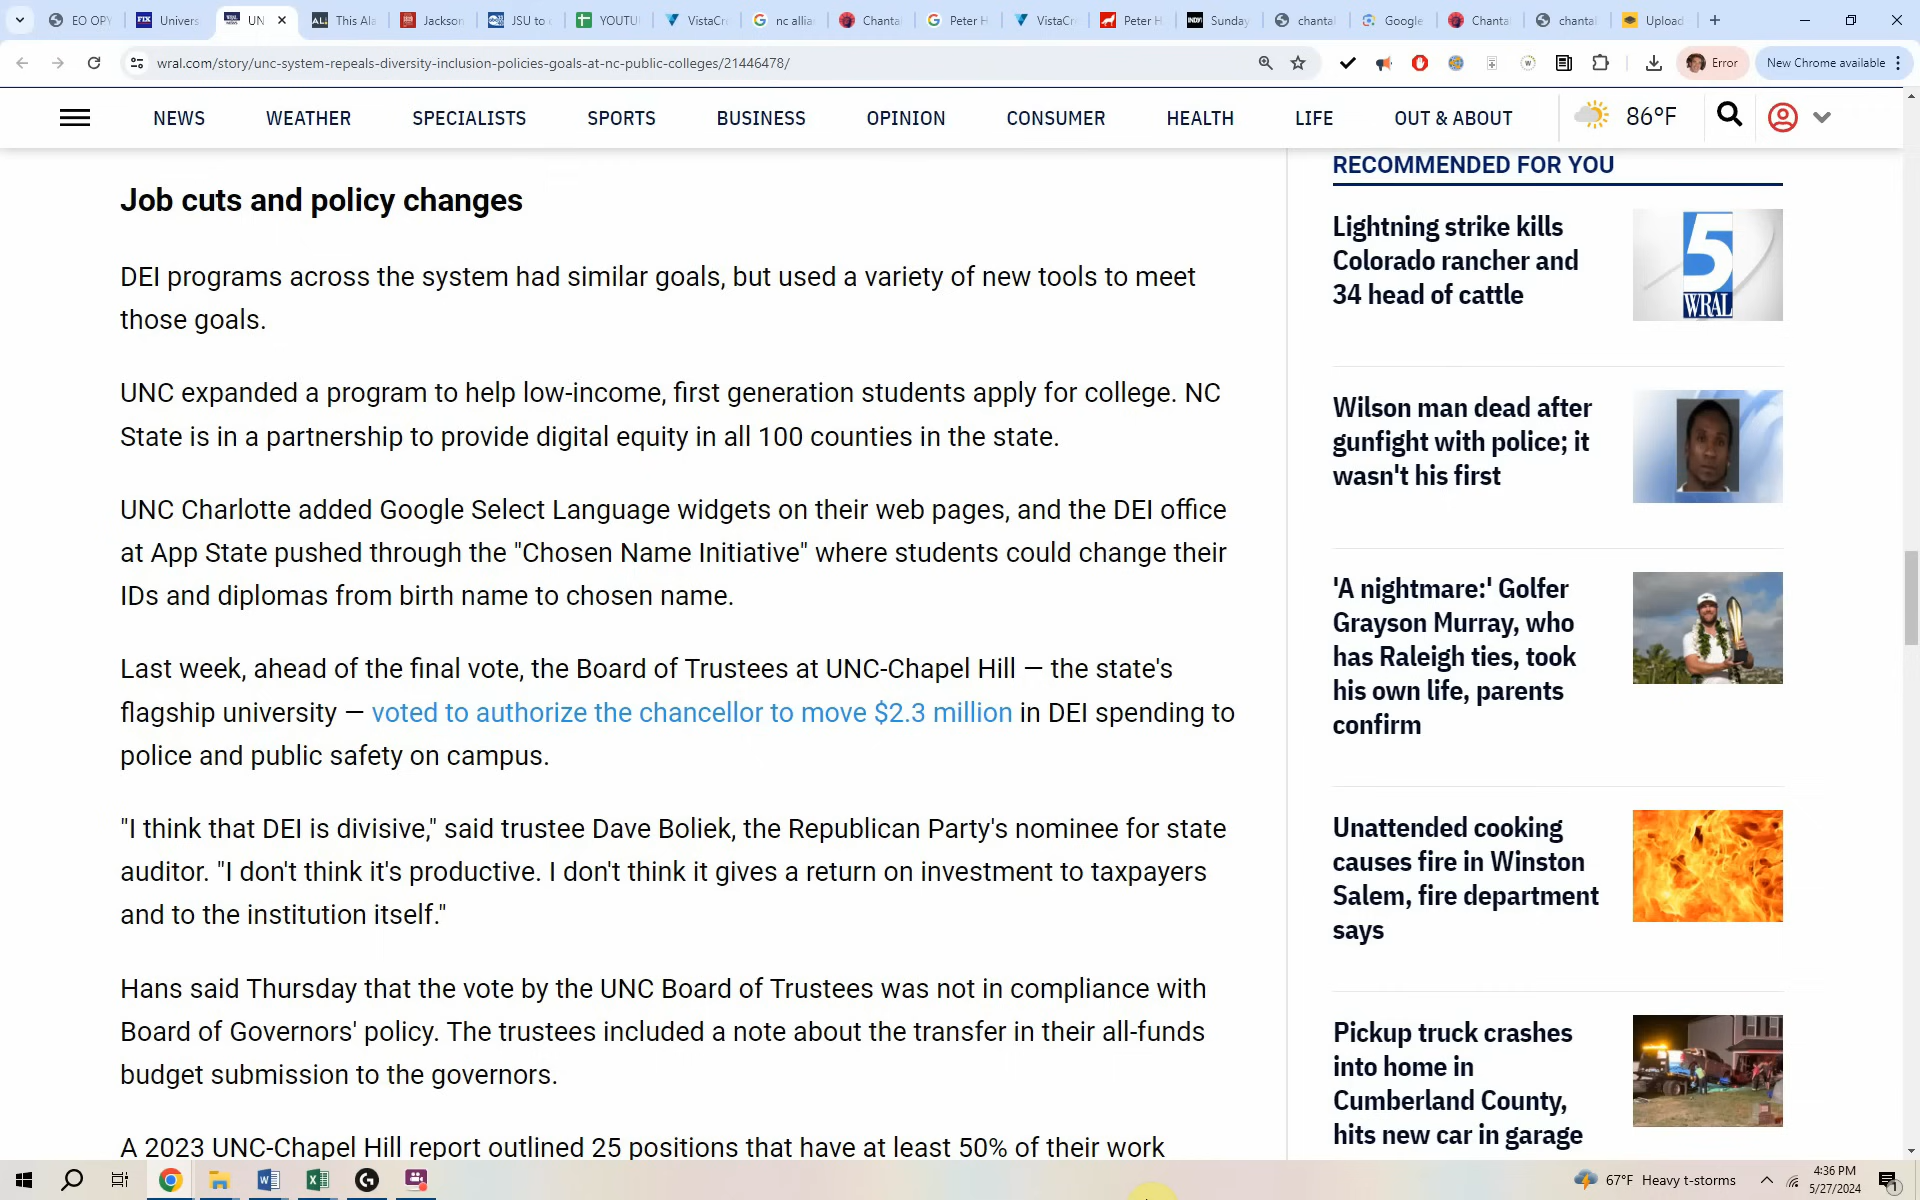 EO OPY
FIX
Univers
UN
This Ala
Jackson
JSU to
YOUTU
VistaCr
nc allia
Chanta
Peter H
VistaCr
Peter H
INDY
Sunday
chantal
Google
Chanta
chantal
Upload
wral.com/story/unc-system-repeals-diversity-inclusion-policies-goals-at-nc-public-colleges/21446478/
Error
New Chrome available
NEWS
WEATHER
SPECIALISTS
SPORTS
BUSINESS
OPINION
CONSUMER
HEALTH
LIFE
OUT & ABOUT
86°F
Job cuts and policy changes
DEI programs across the system had similar goals, but used a variety of new tools to meet
those goals.
UNC expanded a program to help low-income, first generation students apply for college. NC
State is in a partnership to provide digital equity in all 100 counties in the state.
UNC Charlotte added Google Select Language widgets on their web pages, and the DEI office
at App State pushed through the "Chosen Name Initiative" where students could change their
IDs and diplomas from birth name to chosen name.
Last week, ahead of the final vote, the Board of Trustees at UNC-Chapel Hill — the state's
flagship university — voted to authorize the chancellor to move $2.3 million in DEI spending to
police and public safety on campus.
"I think that DEI is divisive," said trustee Dave Boliek, the Republican Party's nominee for state
auditor. "I don't think it's productive. I don't think it gives a return on investment to taxpayers
and to the institution itself."
Hans said Thursday that the vote by the UNC Board of Trustees was not in compliance with
Board of Governors' policy. The trustees included a note about the transfer in their all-funds
budget submission to the governors.
A 2023 UNC-Chapel Hill report outlined 25 positions that have at least 50% of their work
RECOMMENDED FOR YOU
Lightning strike kills
Colorado rancher and
34 head of cattle
5
WRAL
Wilson man dead after
gunfight with police; it
wasn't his first
'A nightmare:' Golfer
Grayson Murray, who
has Raleigh ties, took
his own life, parents
confirm
Unattended cooking
causes fire in Winston
Salem, fire department
says
Pickup truck crashes
into home in
Cumberland County,
hits new car in garage
67°F Heavy t-storms
4:36 PM
5/27/2024
1